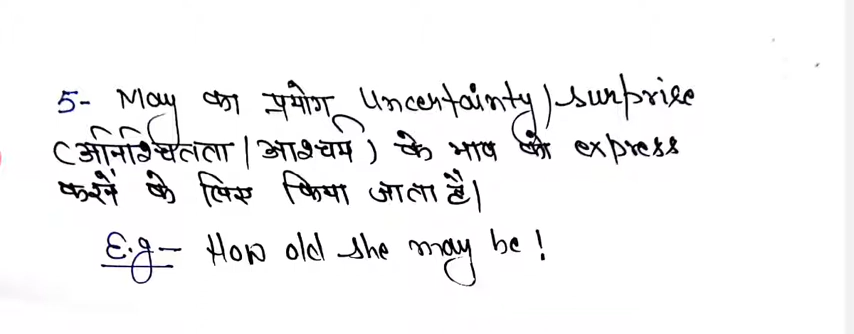 5- May का प्रयोग Uncertainty/surprise
(अनिश्चितता/आश्चर्य) के भाव को express
करने के लिए किया जाता है।
E.g- How old she may be!